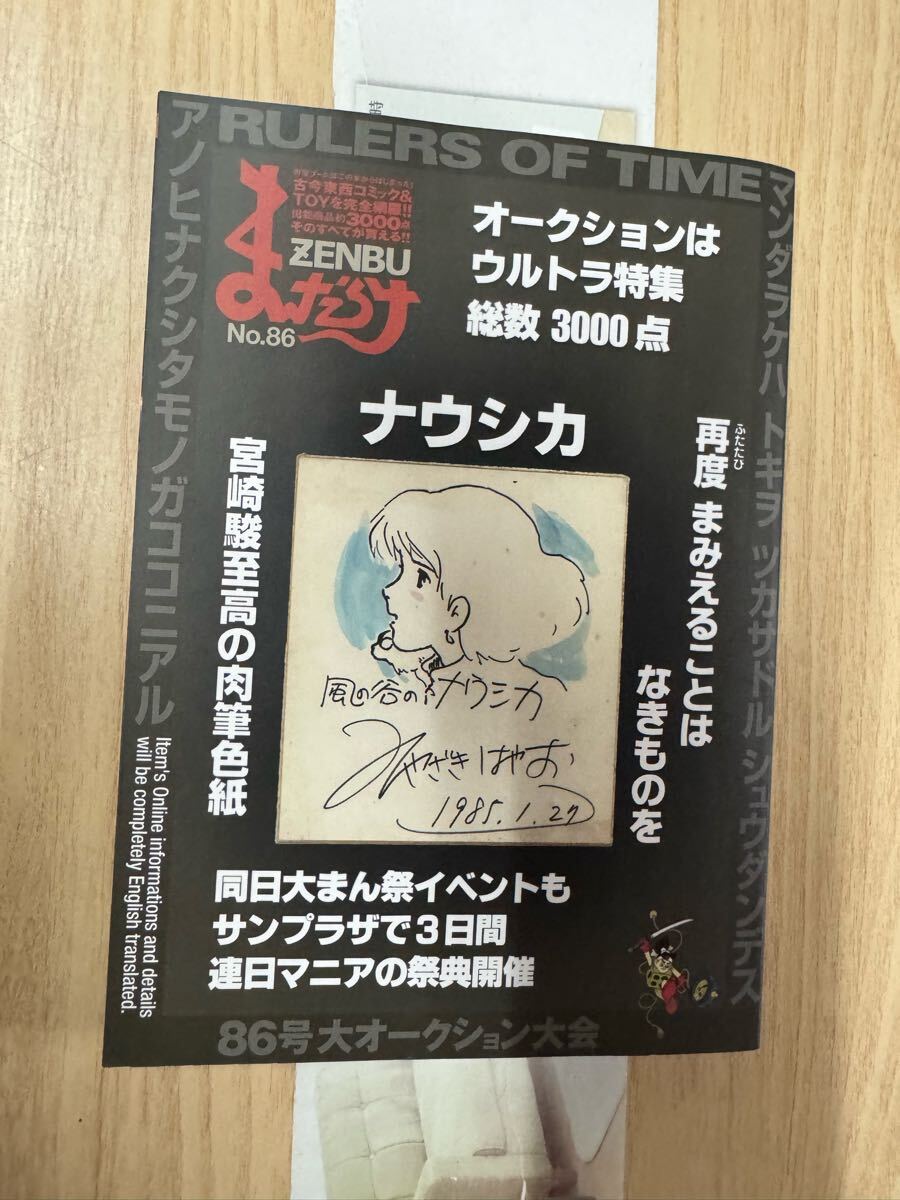 RULERS OF TIME
アノヒナクシタモノガココニアル
マンダラケハ トキヲ ツカサドル シュウダンデス
古今東西コミック&
TOYを完全網羅!!
掲載商品約3000点
そのすべてが買える!!
まんだらけ
ZENBU
No.86
オークションは
ウルトラ特集
総数 3000点
ナウシカ
再度 まみえることは
ふたたび
なきものを
宮崎駿至高の肉筆色紙
風の谷のナウシカ
みやざきはやお
1985.1.27
同日大まん祭イベントも
サンプラザで3日間
連日マニアの祭典開催
Item's Online informations and details
will be completely English translated.
86号大オークション大会